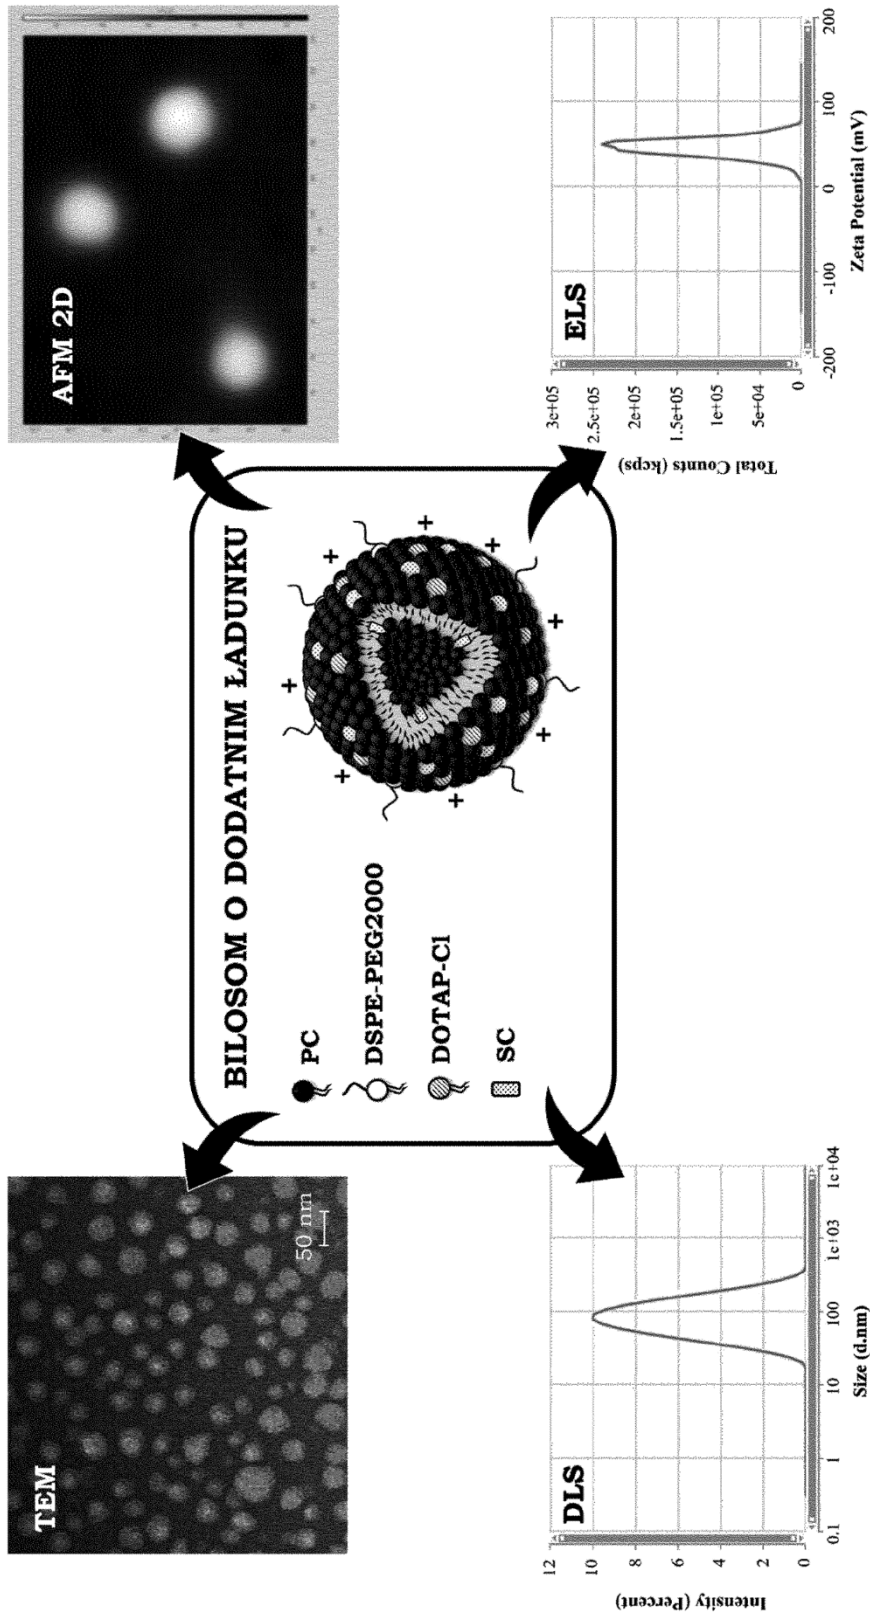 TEM
50 nm
AFM 2D
BILOSOM O DODATNIM ŁADUNKU
PC
DSPE-PEG2000
DOTAP-Cl
SC
DLS
Intensity (Percent)
12
10
8
6
4
2
0
0.1
1
10
100
1e+03
1e+04
Size (d.nm)
ELS
Total Counts (kcps)
3e+05
2.5e+05
2e+05
1.5e+05
1e+05
5e+04
0
-200
-100
0
100
200
Zeta Potential (mV)
+
+
+
+
+
+
+
+
+